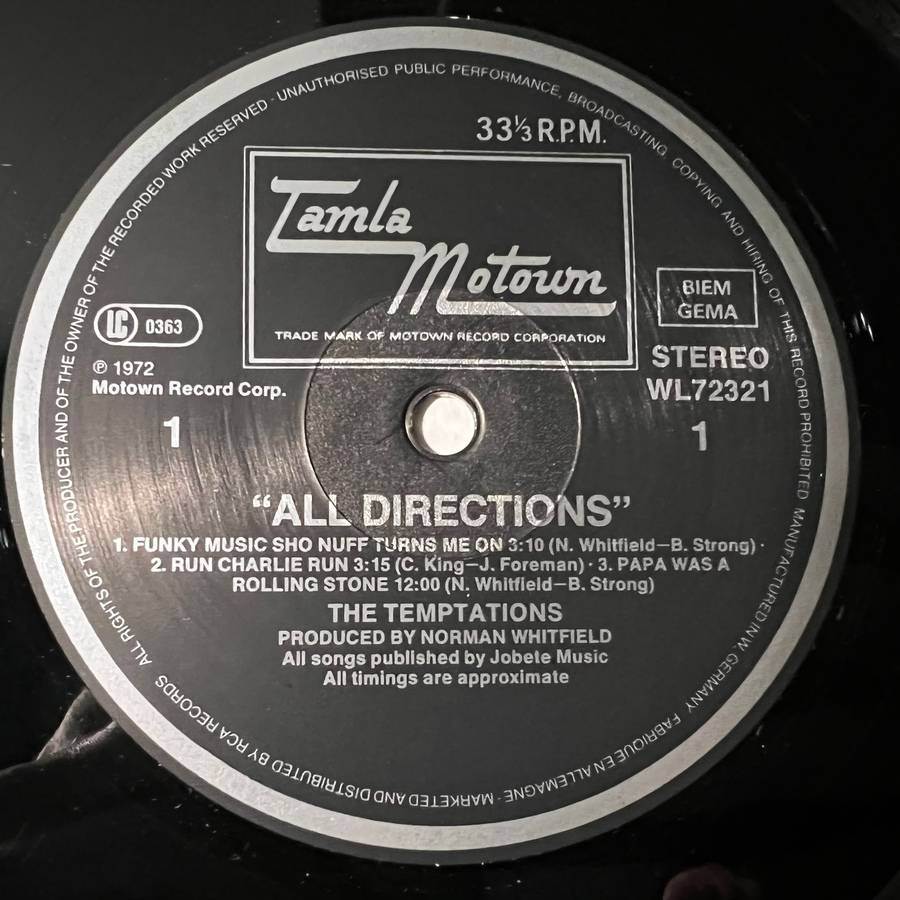 ALL RIGHTS OF THE PRODUCER AND OF THE OWNER OF THE RECORDED WORK RESERVED · UNAUTHORISED PUBLIC PERFORMANCE, BROADCASTING, COPYING AND HIRING OF THIS RECORD PROHIBITED MANUFACTURED IN W. GERMANY FABRIQUE EN ALLEMAGNE · MARKETED AND DISTRIBUTED BY RCA RECORDS
33⅓ R.P.M.
Tamla
Motown
TRADE MARK OF MOTOWN RECORD CORPORATION
LC 0363
℗ 1972
Motown Record Corp.
1
BIEM
GEMA
STEREO
WL72321
1
“ALL DIRECTIONS”
1. FUNKY MUSIC SHO NUFF TURNS ME ON 3:10 (N. Whitfield–B. Strong) ·
2. RUN CHARLIE RUN 3:15 (C. King–J. Foreman) · 3. PAPA WAS A
ROLLING STONE 12:00 (N. Whitfield–B. Strong)
THE TEMPTATIONS
PRODUCED BY NORMAN WHITFIELD
All songs published by Jobete Music
All timings are approximate